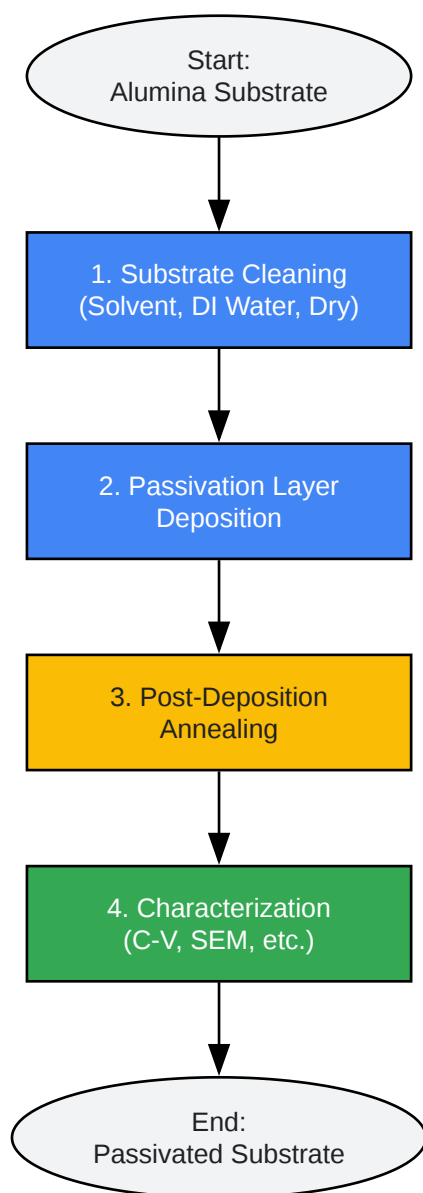 Start:
Alumina Substrate
1. Substrate Cleaning
(Solvent, DI Water, Dry)
2. Passivation Layer
Deposition
3. Post-Deposition
Annealing
4. Characterization
(C-V, SEM, etc.)
End:
Passivated Substrate